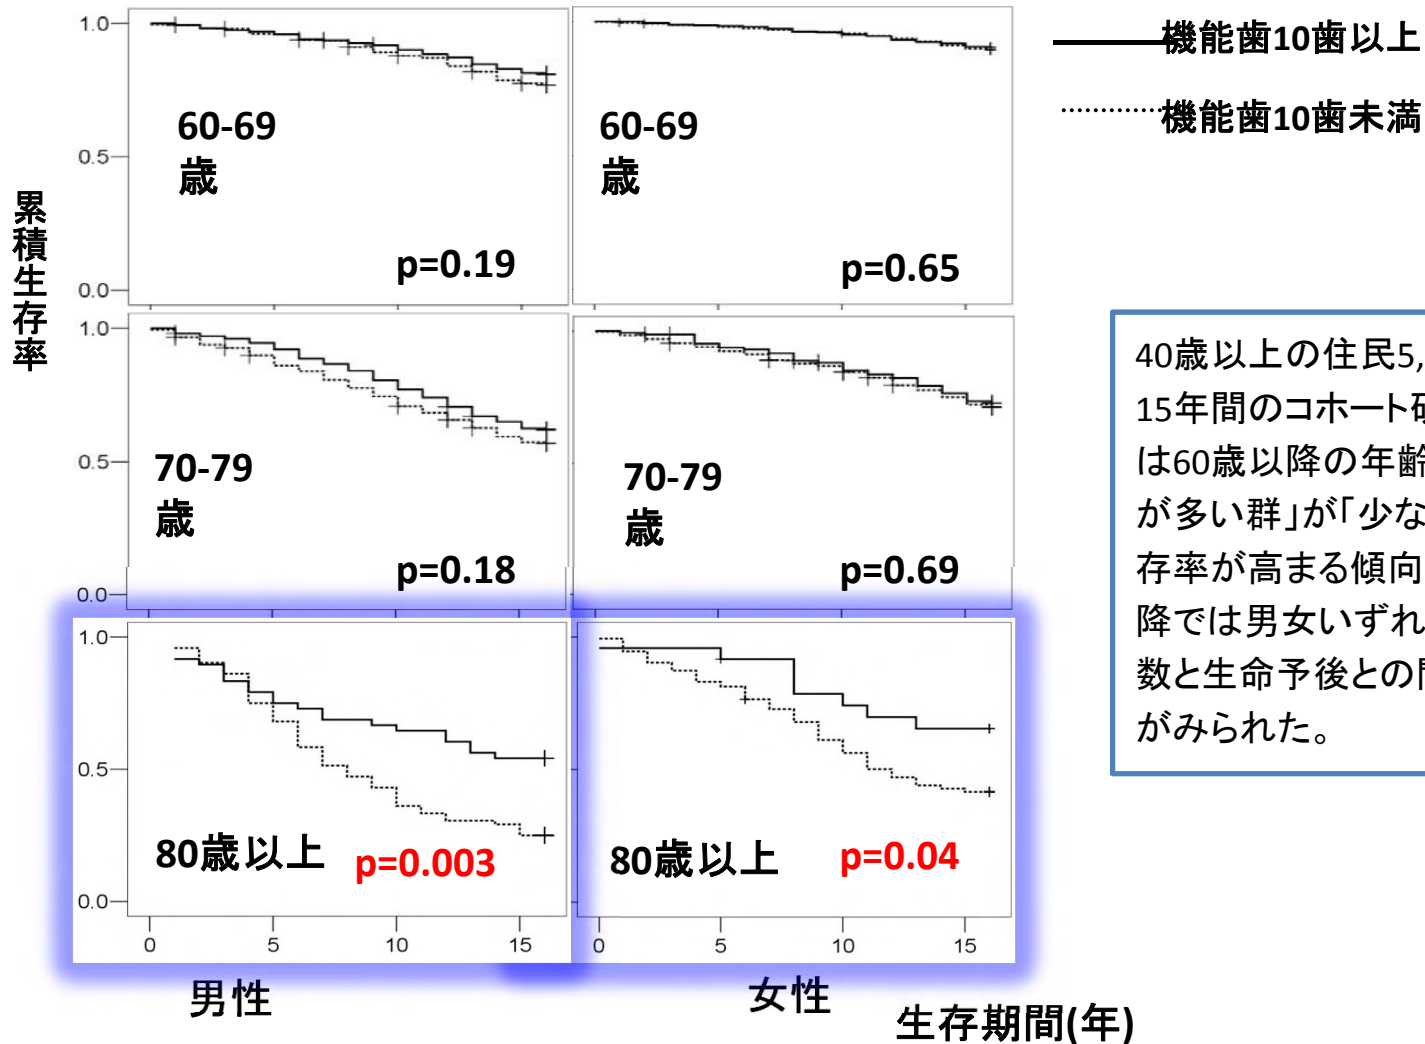 機能歯10歯以上
機能歯10歯未満
累積生存率
1.0
0.5
0.0
60-69
歳
p=0.19
60-69
歳
p=0.65
1.0
0.5
0.0
70-79
歳
p=0.18
70-79
歳
p=0.69
1.0
0.5
0.0
80歳以上
p=0.003
80歳以上
p=0.04
0 5 10 15
0 5 10 15
男性
女性
生存期間(年)
40歳以上の住民5,
15年間のコホート
は60歳以降の年齢
が多い群」が「少な
存率が高まる傾向
降では男女いずれ
数と生命予後との
がみられた。